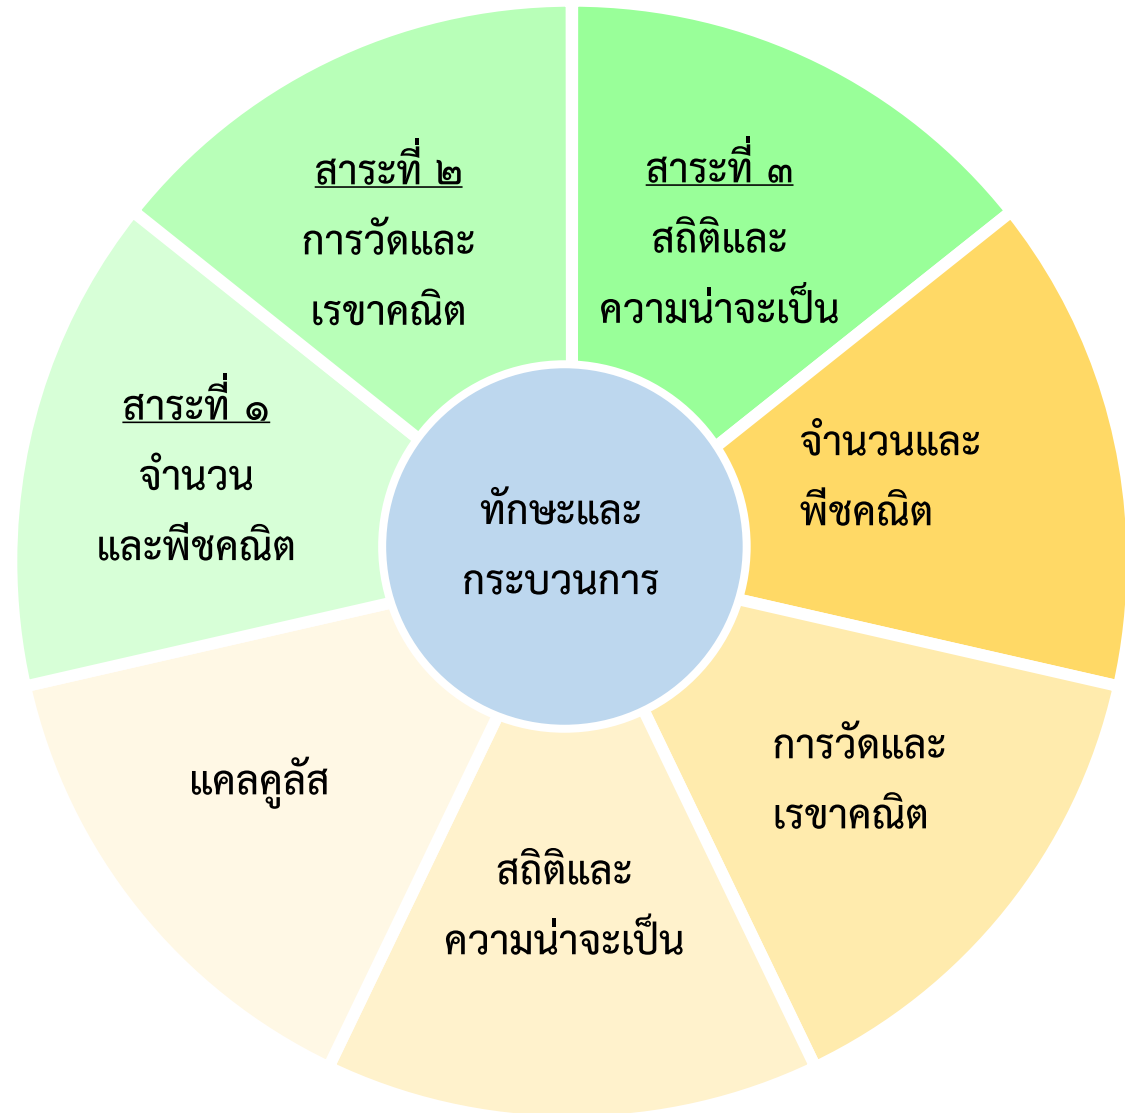 สาระที่ ๑
จำนวน
และพีชคณิต
สาระที่ ๒
การวัดและ
เรขาคณิต
สาระที่ ๓
สถิติและ
ความน่าจะเป็น
จำนวนและ
พีชคณิต
การวัดและ
เรขาคณิต
สถิติและ
ความน่าจะเป็น
แคลคูลัส
ทักษะและ
กระบวนการ